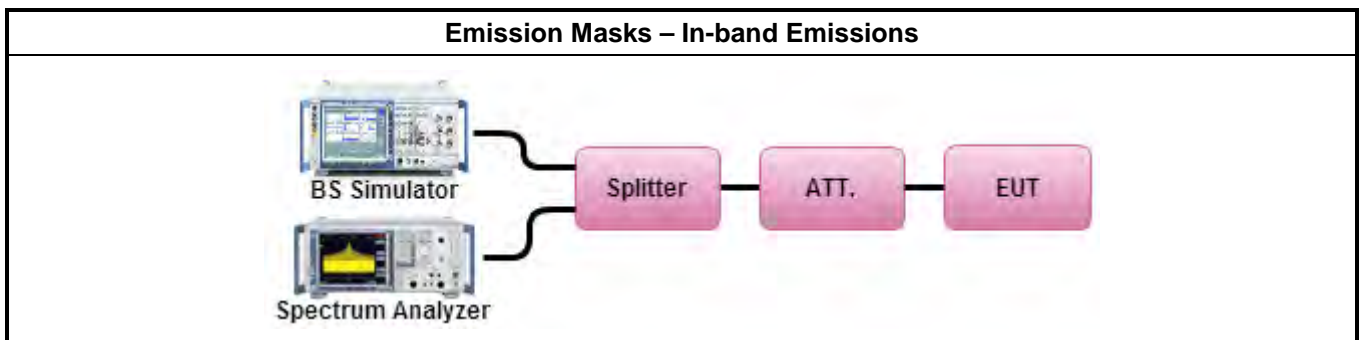 Emission Masks – In-band Emissions
BS Simulator
Splitter
ATT.
EUT
Spectrum Analyzer